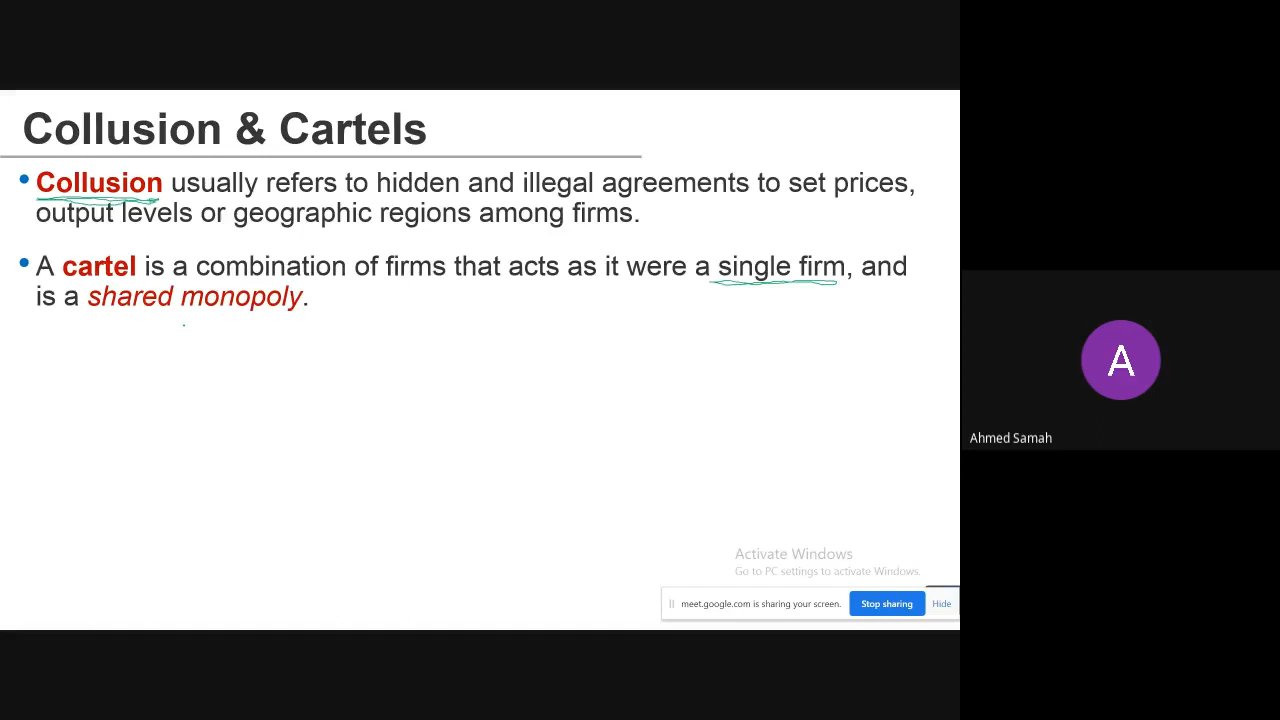 Collusion & Cartels
• Collusion usually refers to hidden and illegal agreements to set prices,
output levels or geographic regions among firms.
• A cartel is a combination of firms that acts as it were a single firm, and
is a shared monopoly.
A
Ahmed Samah
Activate Windows
Go to PC settings to activate Windows.
meet.google.com is sharing your screen. Stop sharing Hide